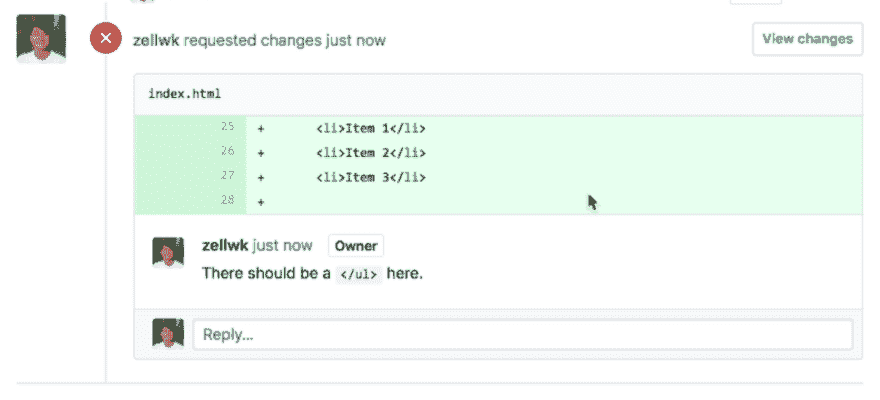 zellwk requested changes just now
View changes
index.html
25 + <li>Item 1</li>
26 + <li>Item 2</li>
27 + <li>Item 3</li>
28 +
zellwk just now Owner
There should be a </ul> here.
Reply...